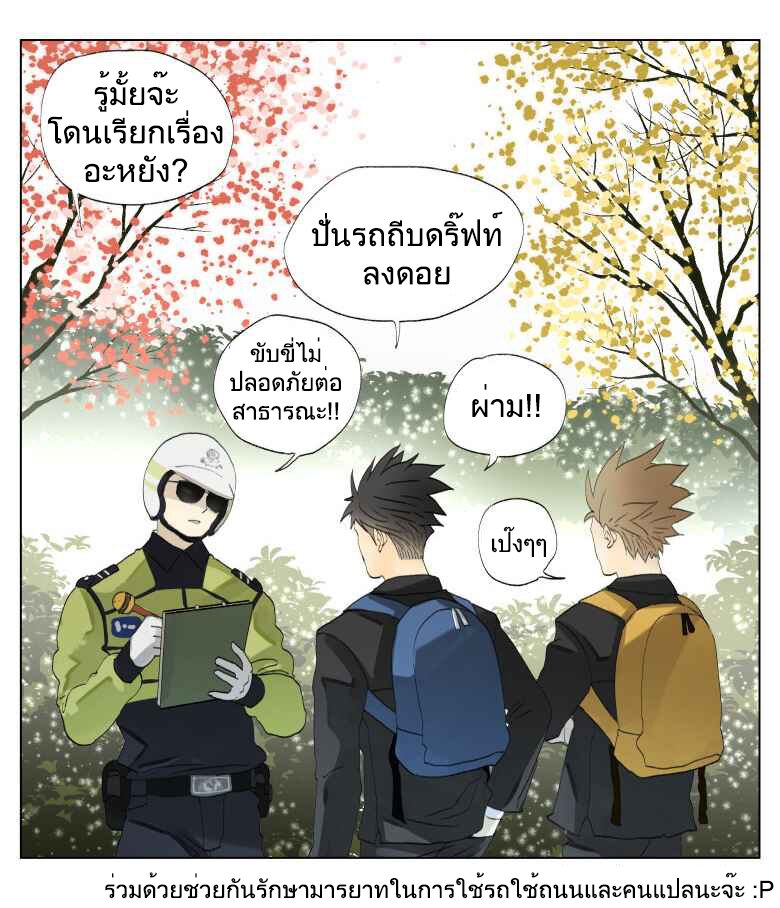 รู้มั้ยจ๊ะ
โดนเรียกเรื่อง
อะหยัง?
ปั่นรถถีบดริ๊ฟท์
ลงดอย
ขับขี่ไม่
ปลอดภัยต่อ
สาธารณะ!!
ผ่าม!!
เป๊งๆๆ
ร่วมด้วยช่วยกันรักษามารยาทในการใช้รถใช้ถนนและคนแปลนะจ๊ะ :P